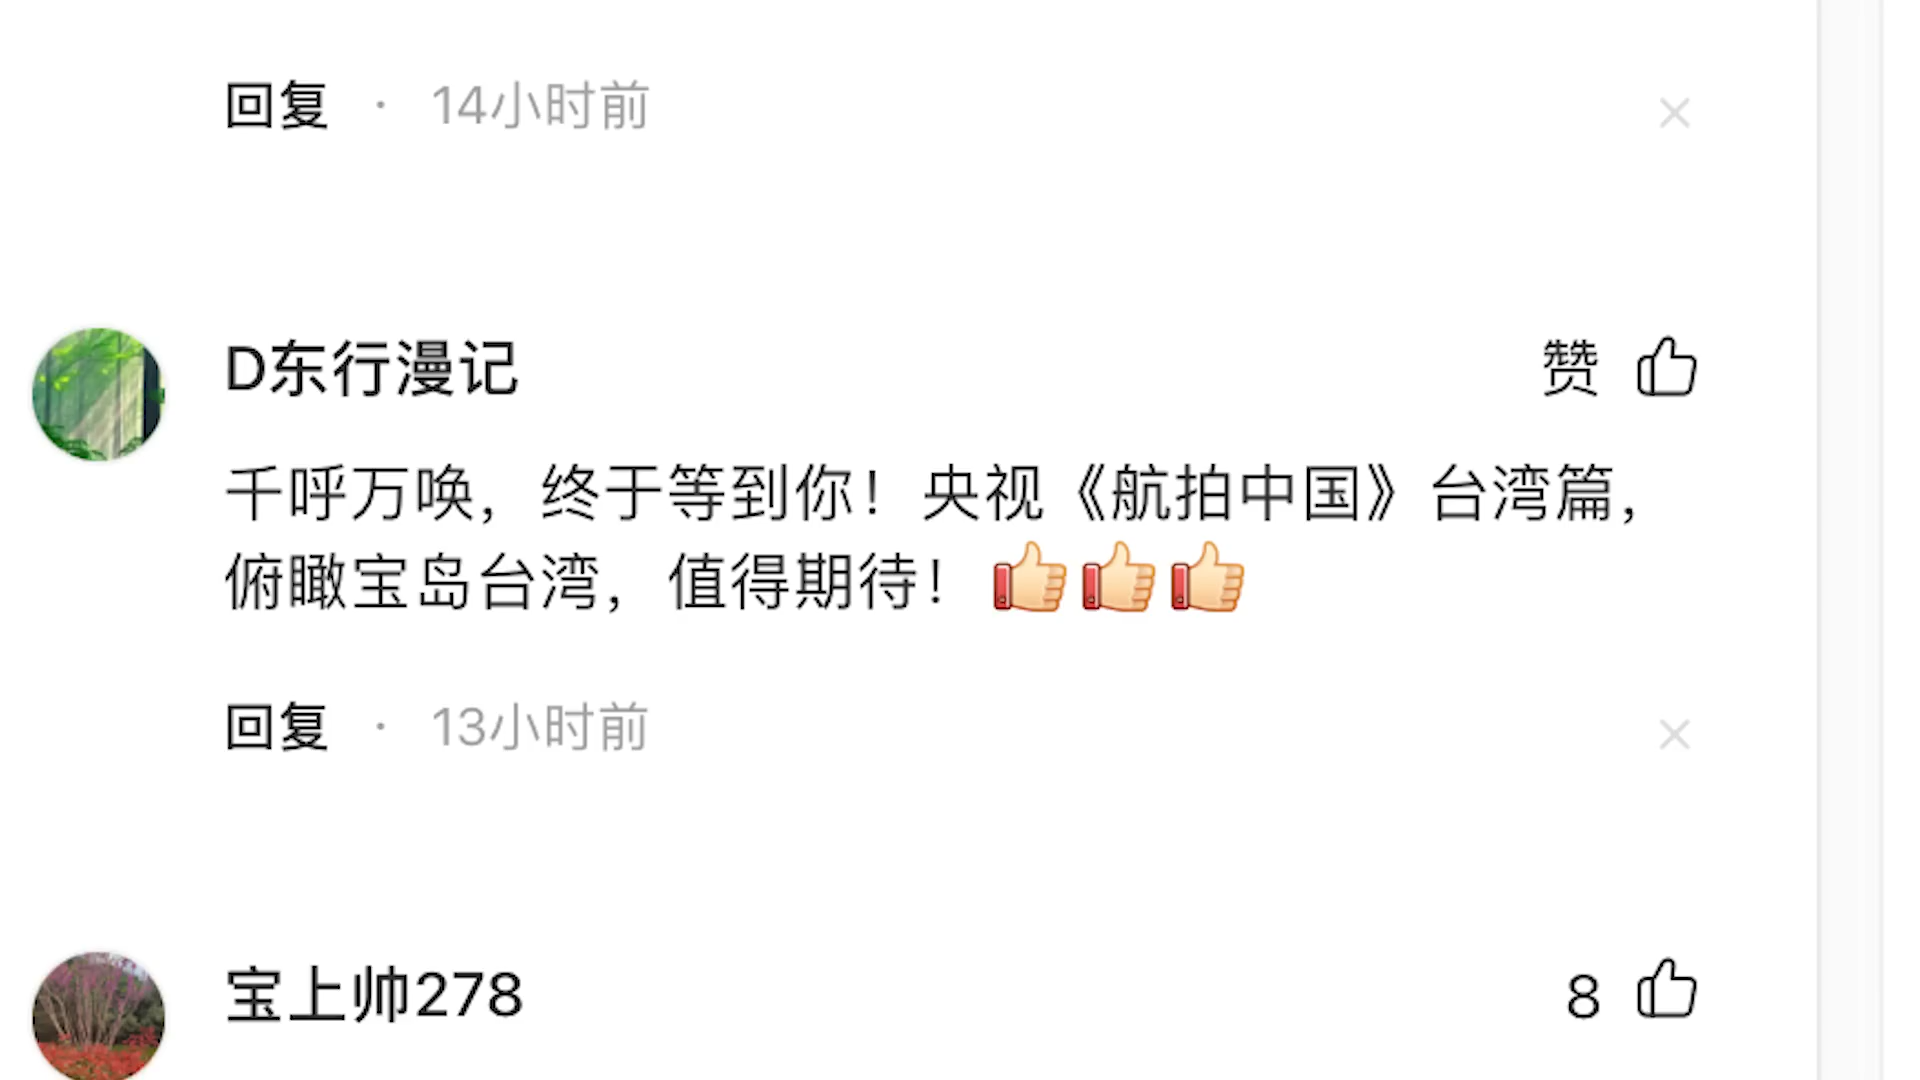 回复 · 14小时前
D东行漫记 赞
千呼万唤，终于等到你！央视《航拍中国》台湾篇，
俯瞰宝岛台湾，值得期待！👍👍👍
回复 · 13小时前
宝上帅278 8